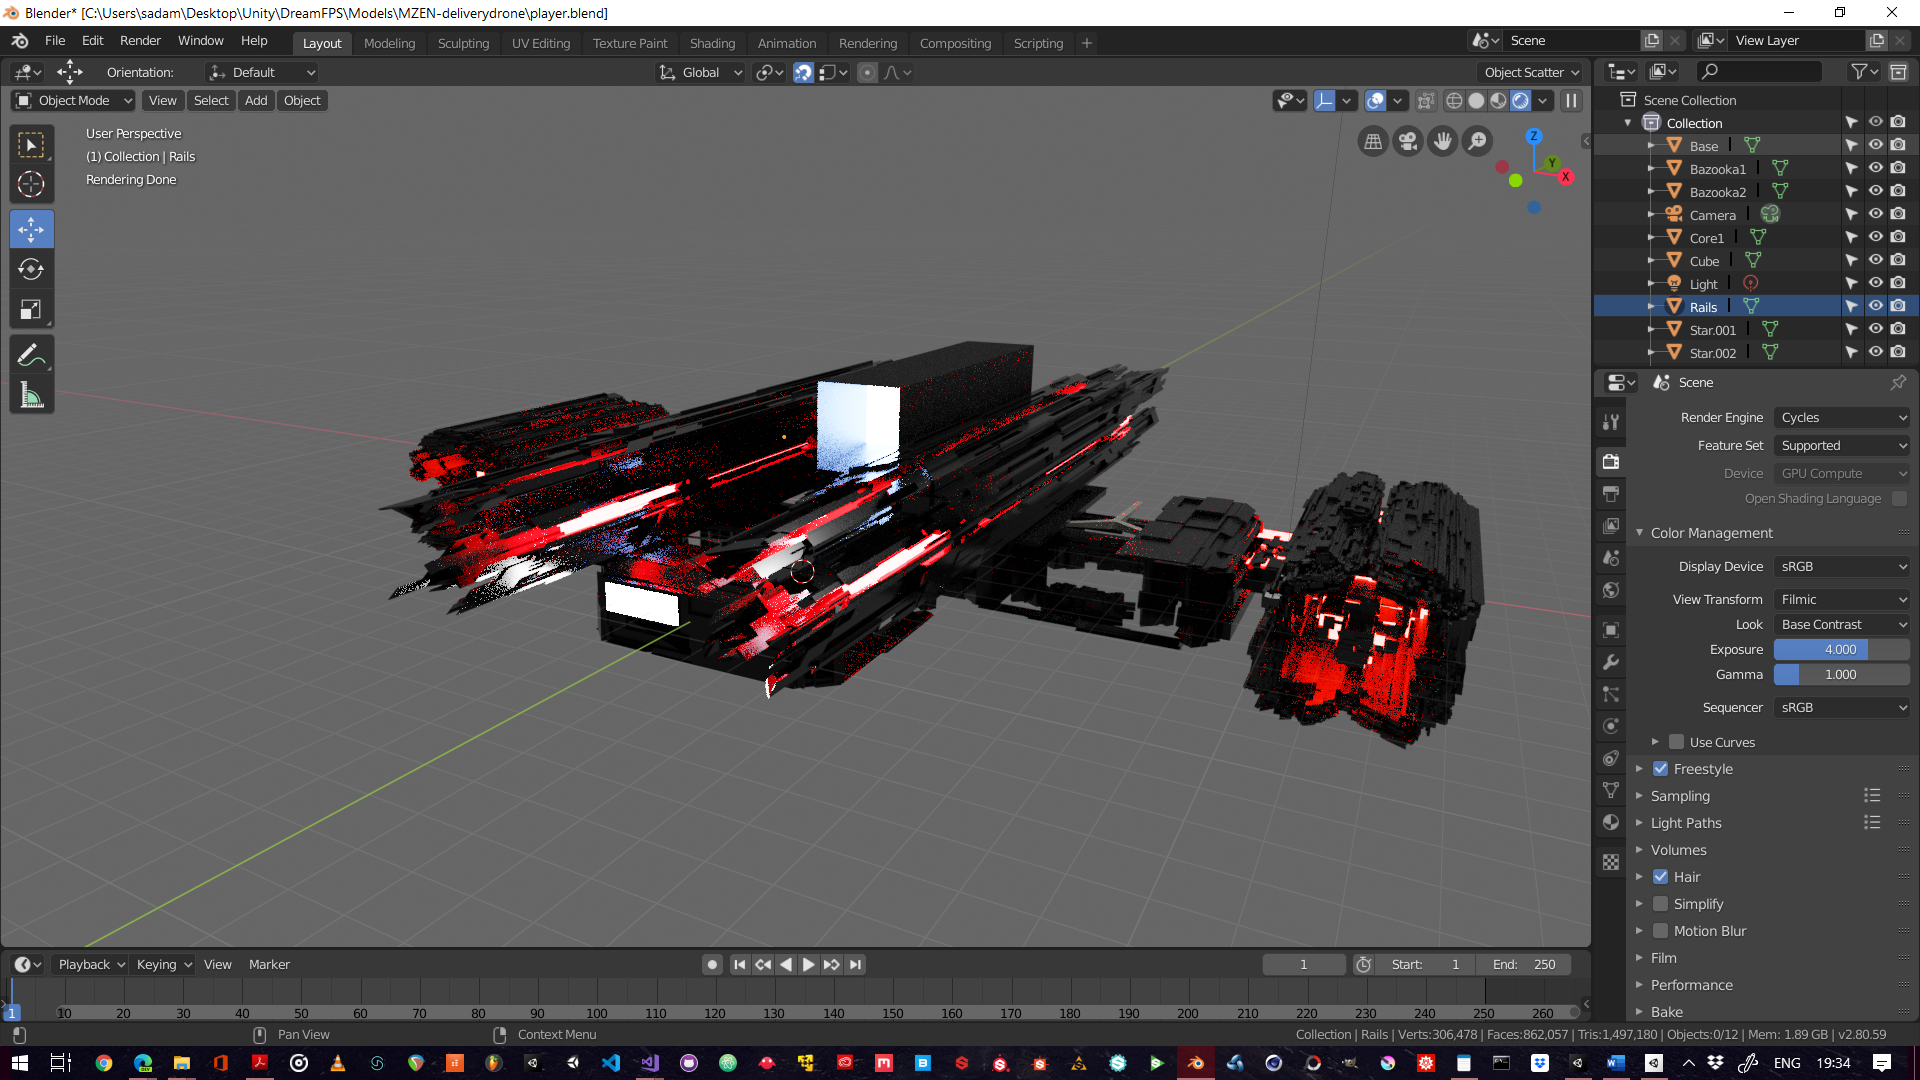 Blender* [C:\Users\sadam\Desktop\Unity\DreamFPS\Models\MZEN-deliverydrone\player.blend]
File Edit Render Window Help Layout Modeling Sculpting UV Editing Texture Paint Shading Animation Rendering Compositing Scripting + Scene View Layer
Orientation: Default Global Object Scatter
Object Mode View Select Add Object
User Perspective
(1) Collection | Rails
Rendering Done
Z
Y
X
Scene Collection
Collection
Base
Bazooka1
Bazooka2
Camera
Core1
Cube
Light
Rails
Star.001
Star.002
Scene
Render Engine Cycles
Feature Set Supported
Device GPU Compute
Open Shading Language
Color Management
Display Device sRGB
View Transform Filmic
Look Base Contrast
Exposure 4.000
Gamma 1.000
Sequencer sRGB
Use Curves
Freestyle
Sampling
Light Paths
Volumes
Hair
Simplify
Motion Blur
Film
Performance
Bake
Playback Keying View Marker 1 Start: 1 End: 250
1 10 20 30 40 50 60 70 80 90 100 110 120 130 140 150 160 170 180 190 200 210 220 230 240 250 260
Pan View Context Menu Collection | Rails | Verts:306,478 | Faces:862,057 | Tris:1,497,180 | Objects:0/12 | Mem: 1.89 GB | v2.80.59
ENG 19:34